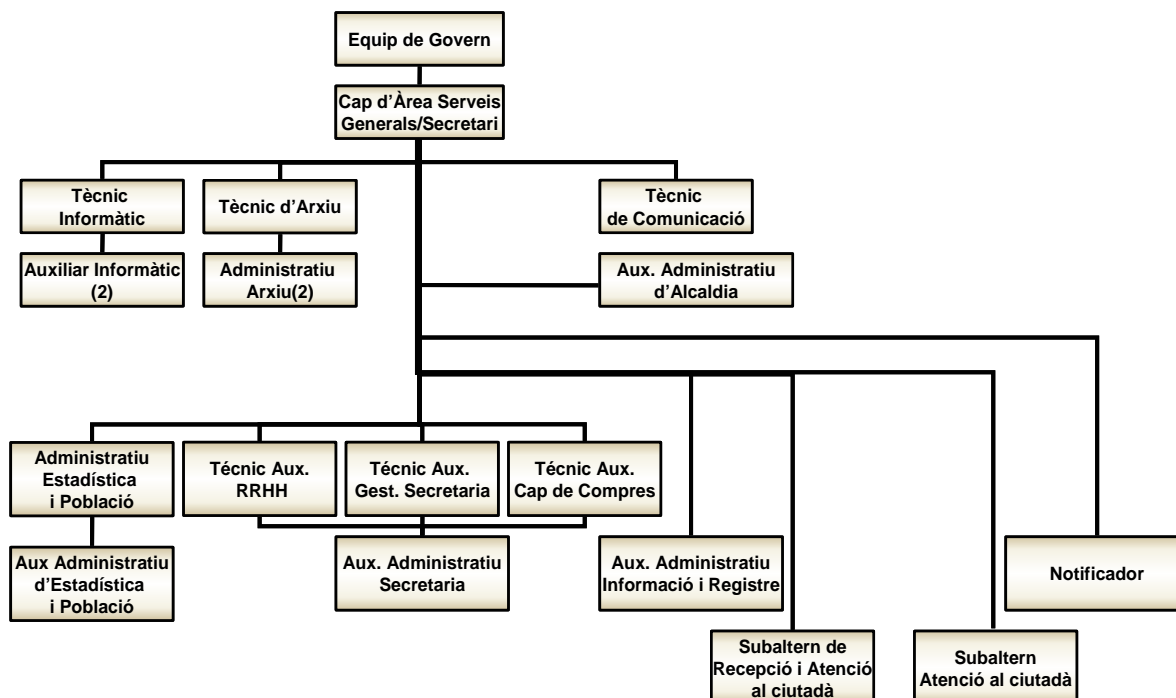 Equip de Govern
Cap d’Àrea Serveis
Generals/Secretari
Tècnic
Informàtic
Tècnic d’Arxiu
Tècnic
de Comunicació
Auxiliar Informàtic
(2)
Administratiu
Arxiu(2)
Aux. Administratiu
d’Alcaldia
Administratiu
Estadística
i Població
Técnic Aux.
RRHH
Técnic Aux.
Gest. Secretaria
Técnic Aux.
Cap de Compres
Aux Administratiu
d’Estadística
i Població
Aux. Administratiu
Secretaria
Aux. Administratiu
Informació i Registre
Notificador
Subaltern de
Recepció i Atenció
al ciutadà
Subaltern
Atenció al ciutadà